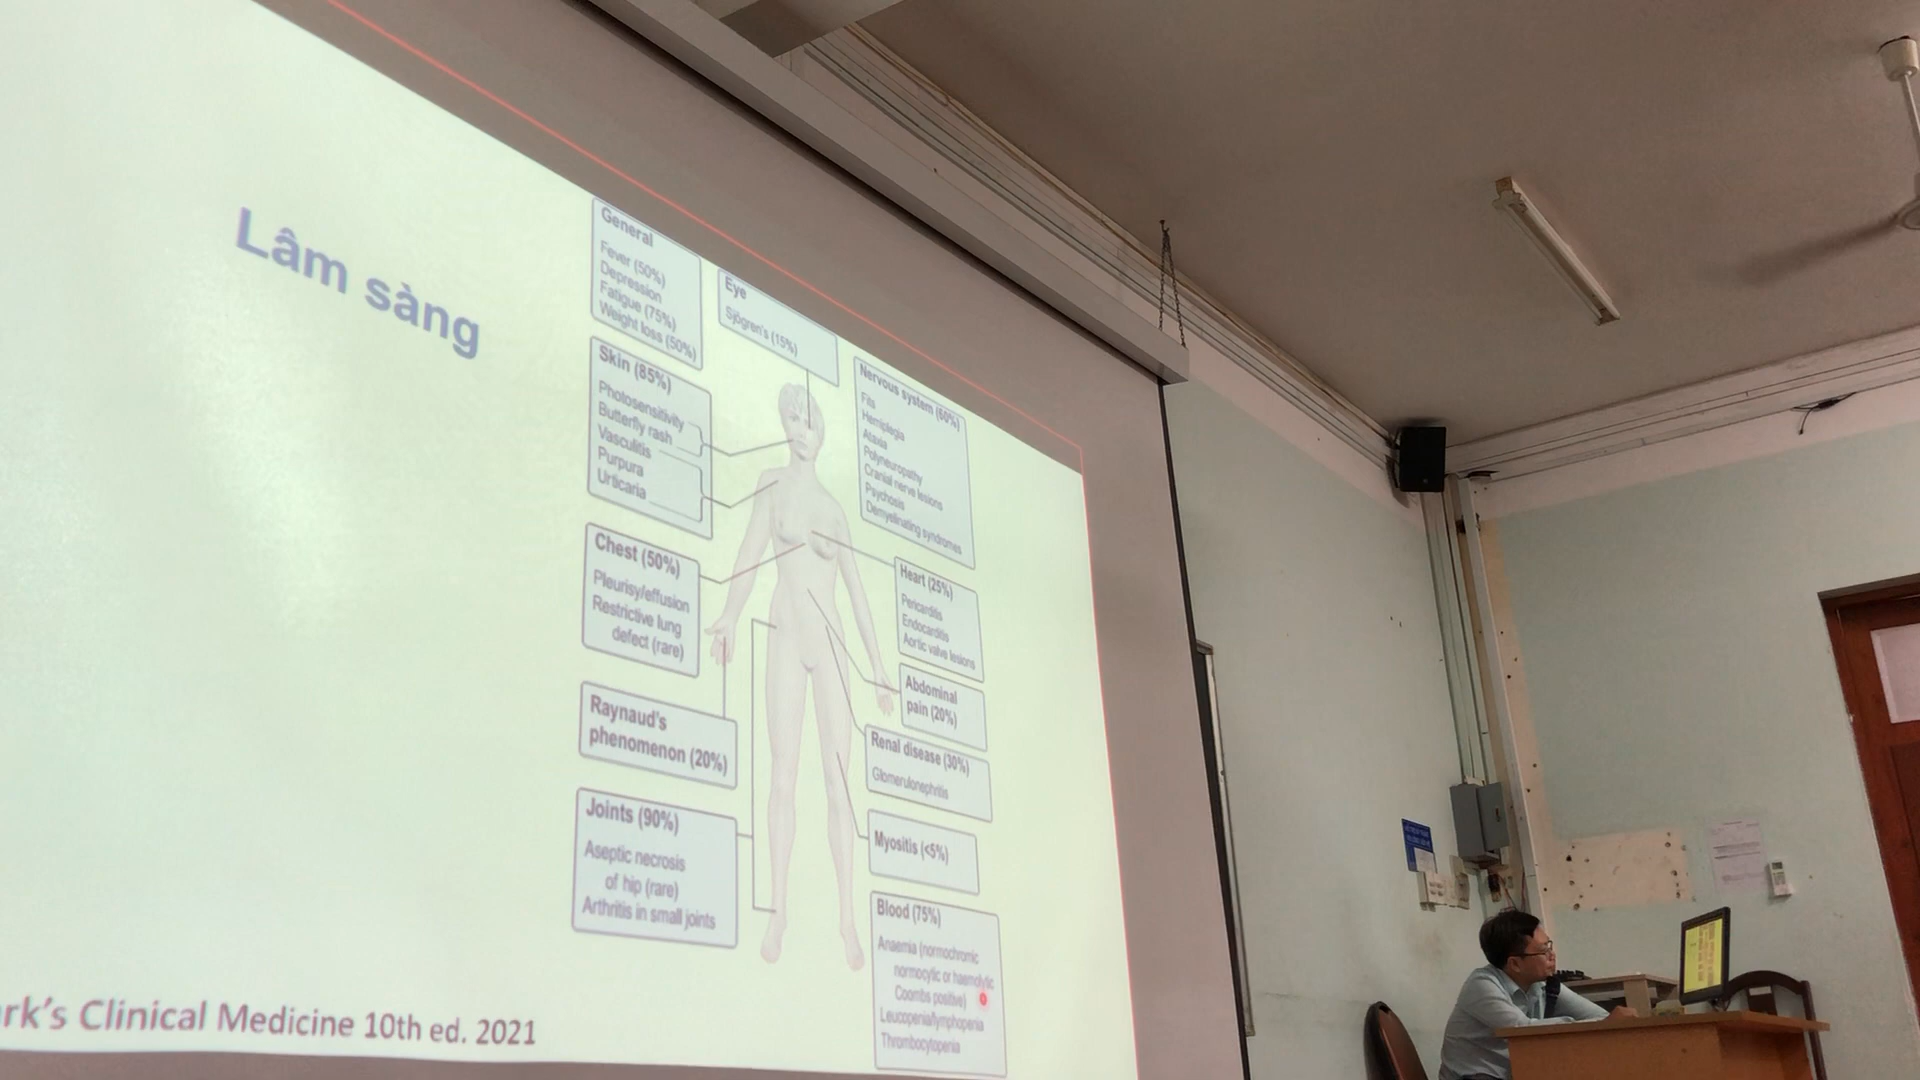 Lâm sàng
General
Fever (50%)
Depression
Fatigue (75%)
Weight loss (50%)
Eye
Sjögren's (15%)
Skin (85%)
Photosensitivity
Butterfly rash
Vasculitis
Purpura
Urticaria
Nervous system (60%)
Fits
Hemiplegia
Ataxia
Polyneuropathy
Cranial nerve lesions
Psychosis
Demyelinating syndromes
Chest (50%)
Pleurisy/effusion
Restrictive lung
defect (rare)
Heart (25%)
Pericarditis
Endocarditis
Aortic valve lesions
Abdominal
pain (20%)
Raynaud's
phenomenon (20%)
Renal disease (30%)
Glomerulonephritis
Joints (90%)
Aseptic necrosis
of hip (rare)
Arthritis in small joints
Myositis (<5%)
Blood (75%)
Anaemia (normochromic
normocytic or haemolytic
Coombs positive)
Leucopenia/lymphopenia
Thrombocytopenia
rk's Clinical Medicine 10th ed. 2021